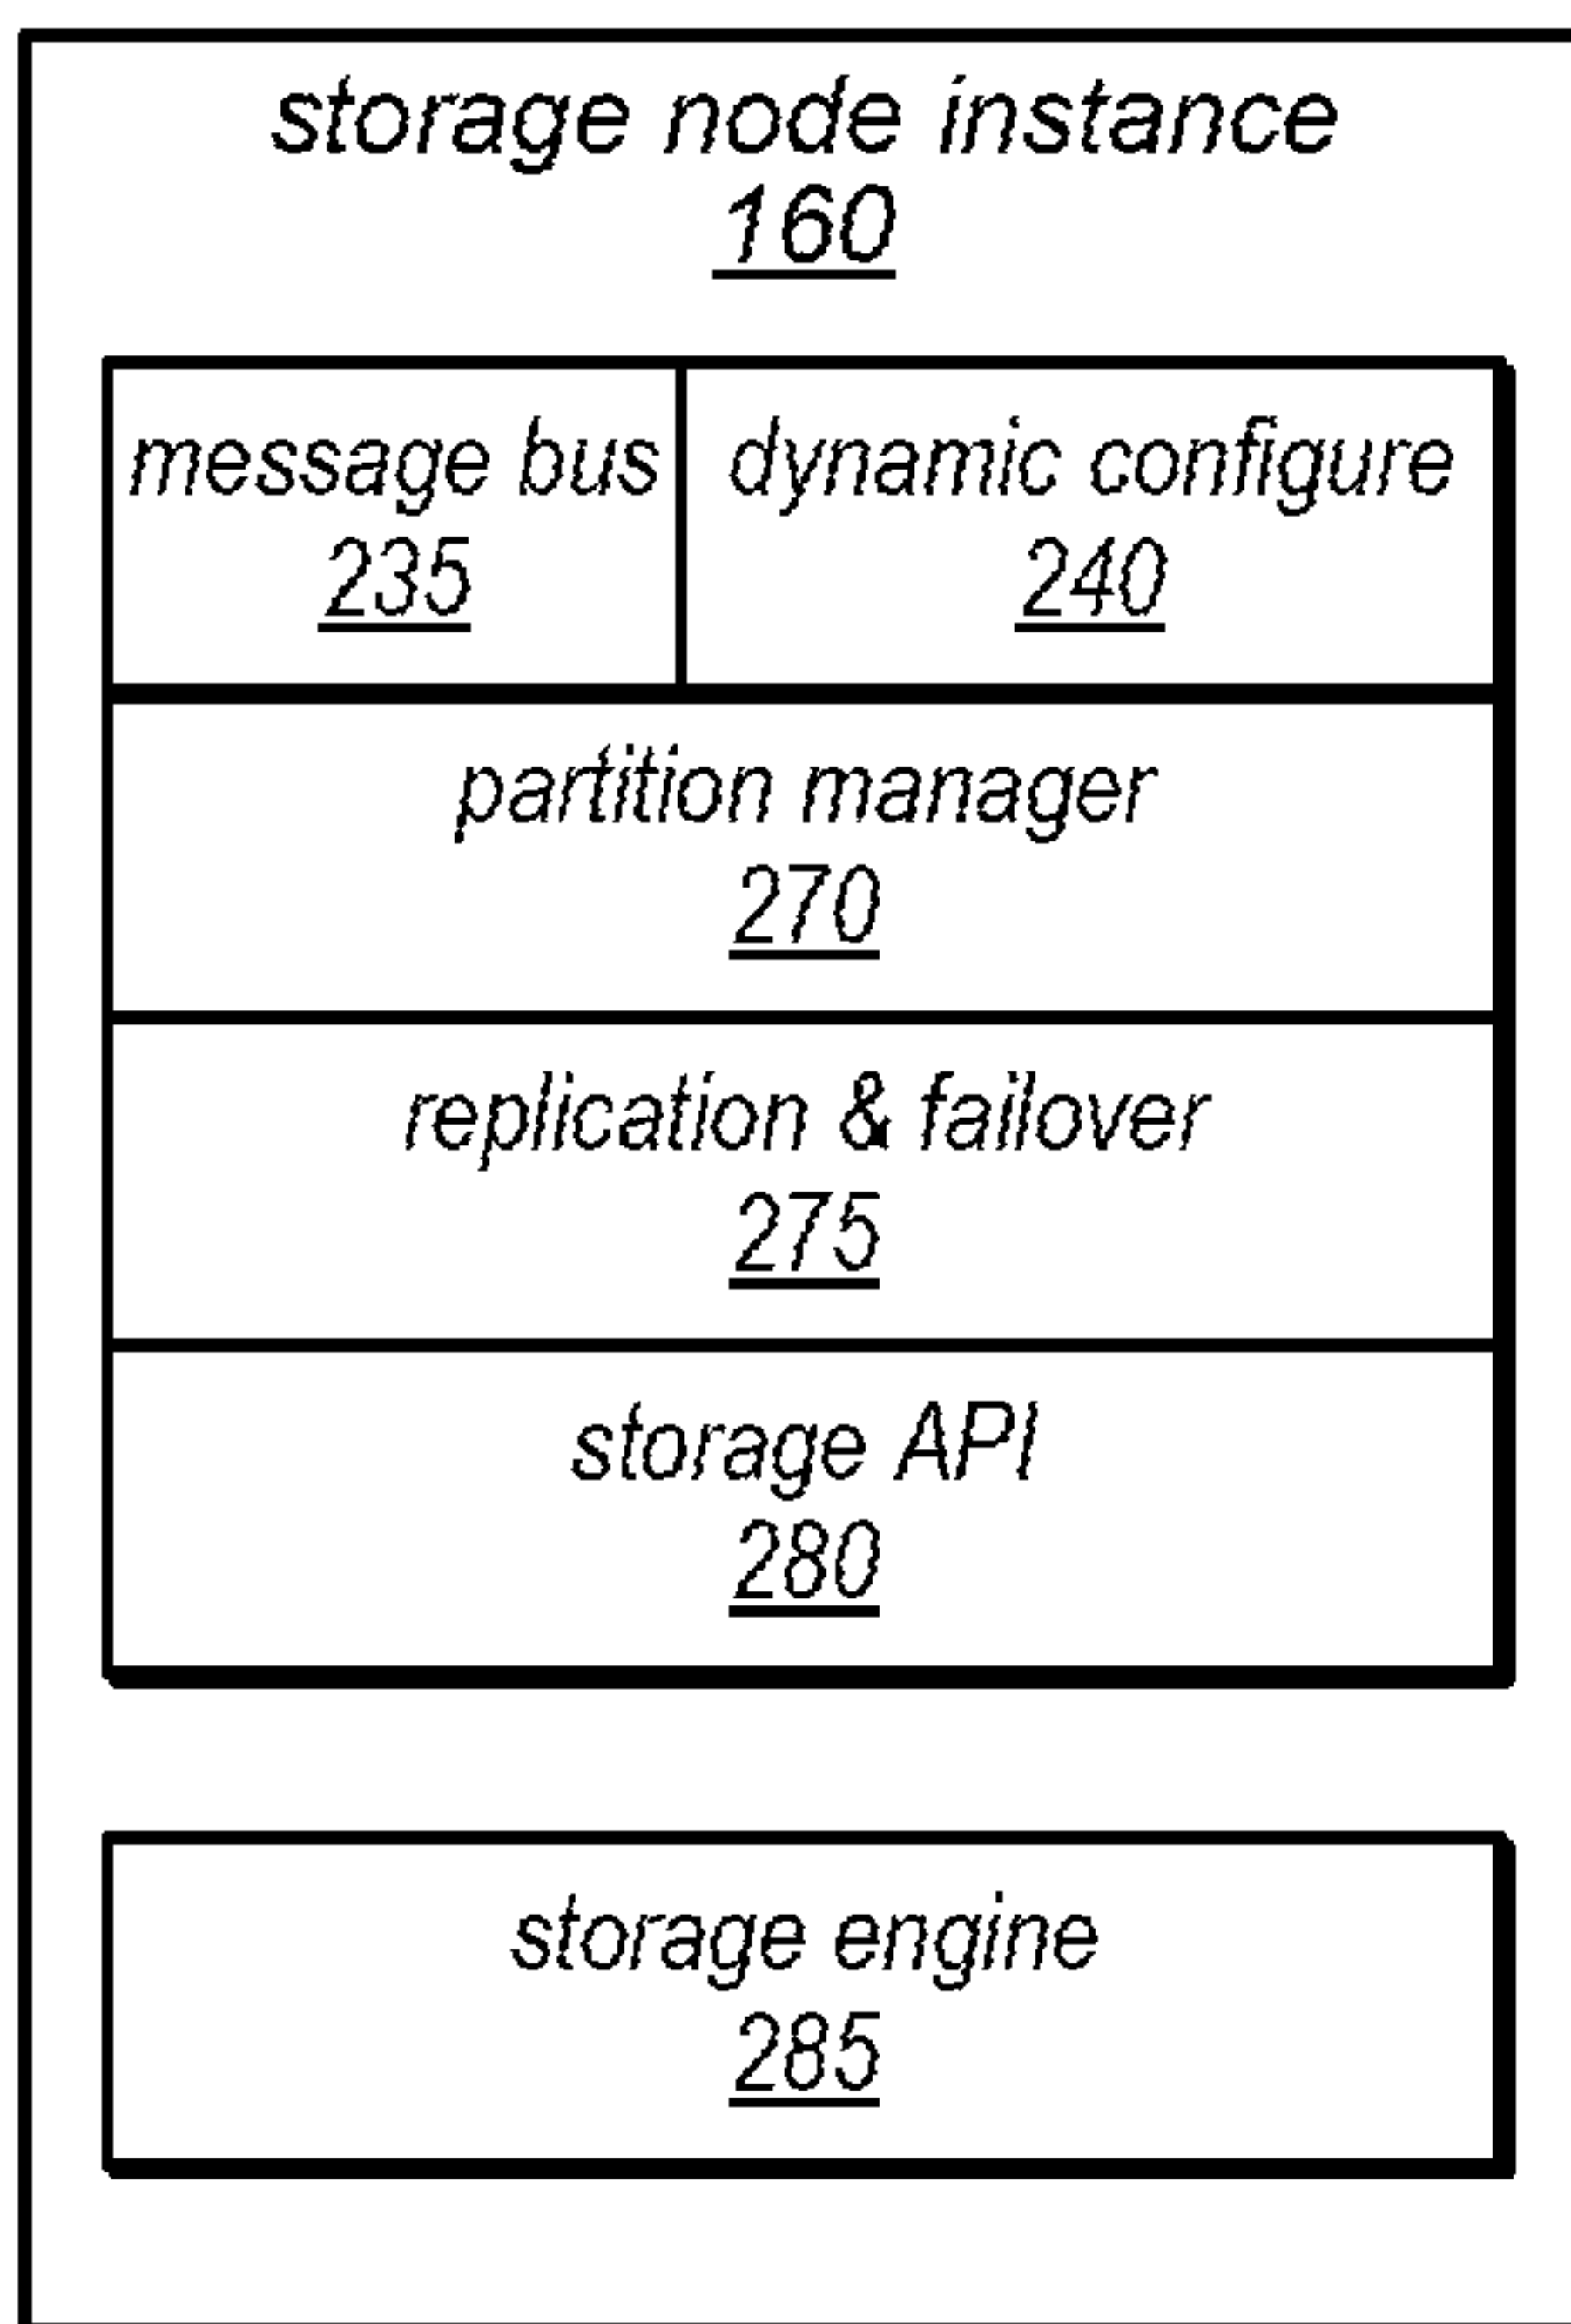 storage node instance
160
message bus
235
dynamic configure
240
partition manager
270
replication & failover
275
storage API
280
storage engine
285